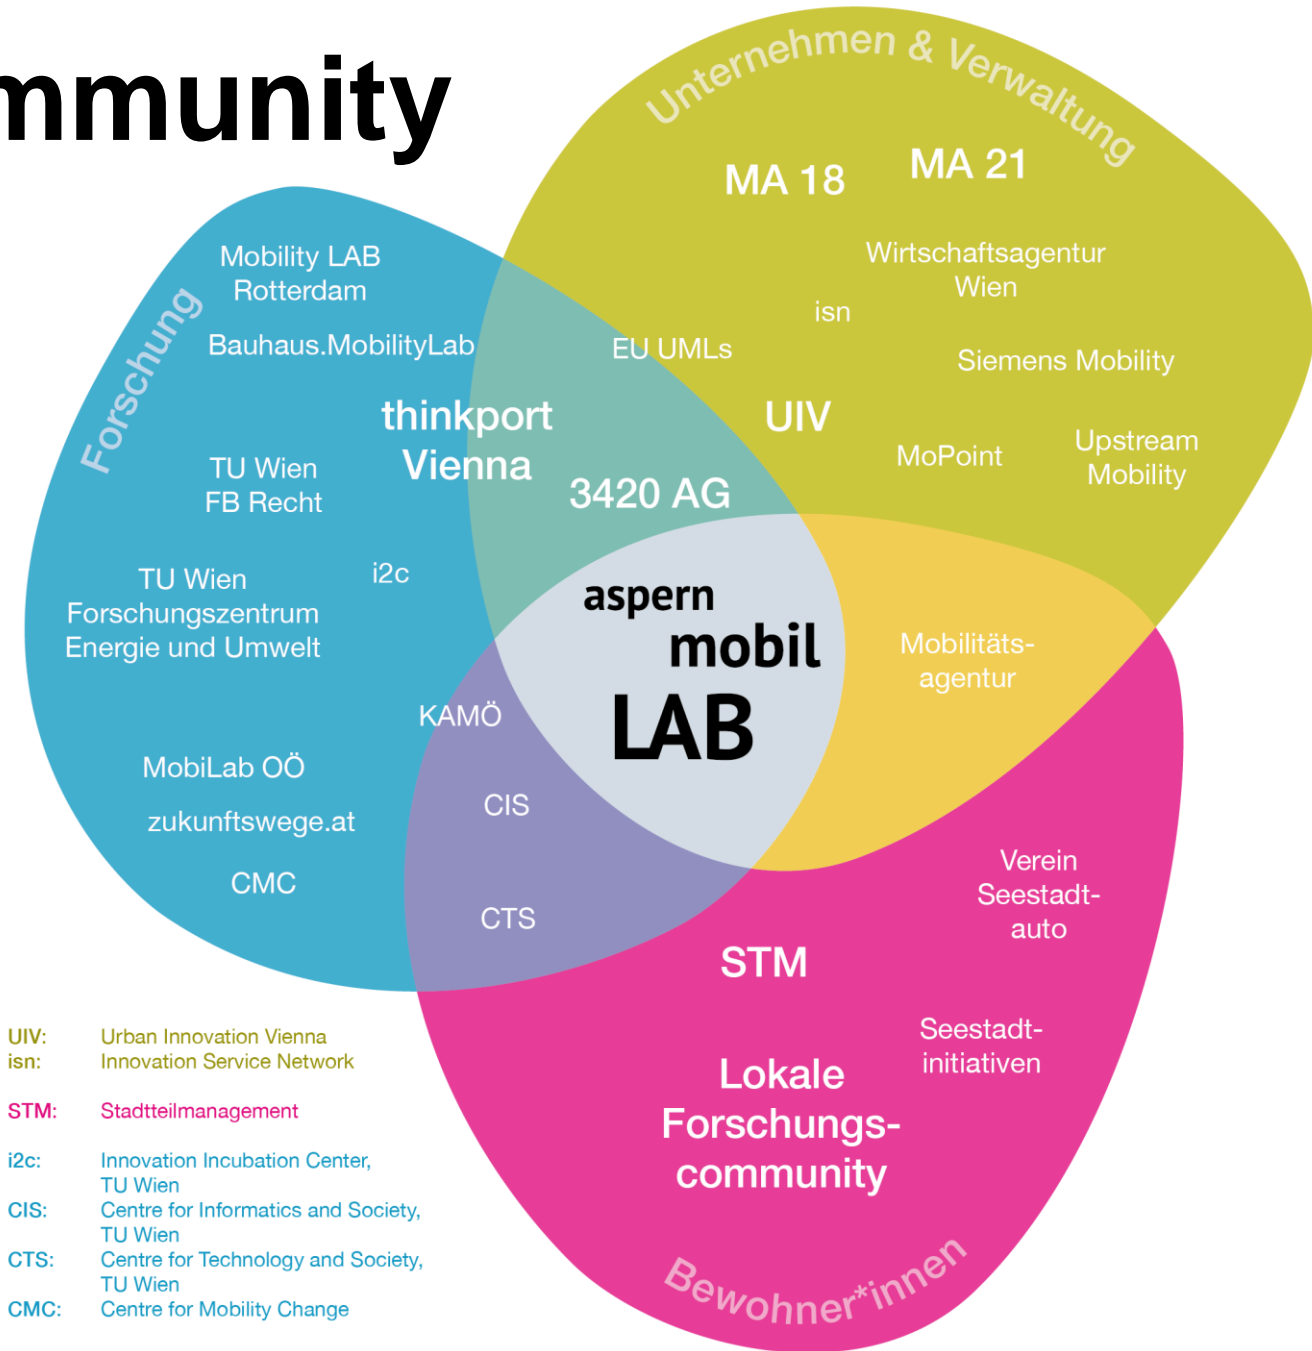 mmunity
Unternehmen & Verwaltung
MA 18
MA 21
Wirtschaftsagentur
Wien
isn
EU UMLs
Siemens Mobility
UIV
MoPoint
Upstream
Mobility
Forschung
Mobility LAB
Rotterdam
Bauhaus.MobilityLab
thinkport
Vienna
3420 AG
TU Wien
FB Recht
i2c
TU Wien
Forschungszentrum
Energie und Umwelt
aspern
mobil
LAB
Mobilitäts-
agentur
KAMÖ
CIS
CTS
MobiLab OÖ
zukunftswege.at
CMC
Verein
Seestadt-
auto
STM
Seestadt-
initiativen
Lokale
Forschungs-
community
Bewohner*innen
UIV: Urban Innovation Vienna
isn: Innovation Service Network
STM: Stadtteilmanagement
i2c: Innovation Incubation Center,
TU Wien
CIS: Centre for Informatics and Society,
TU Wien
CTS: Centre for Technology and Society,
TU Wien
CMC: Centre for Mobility Change